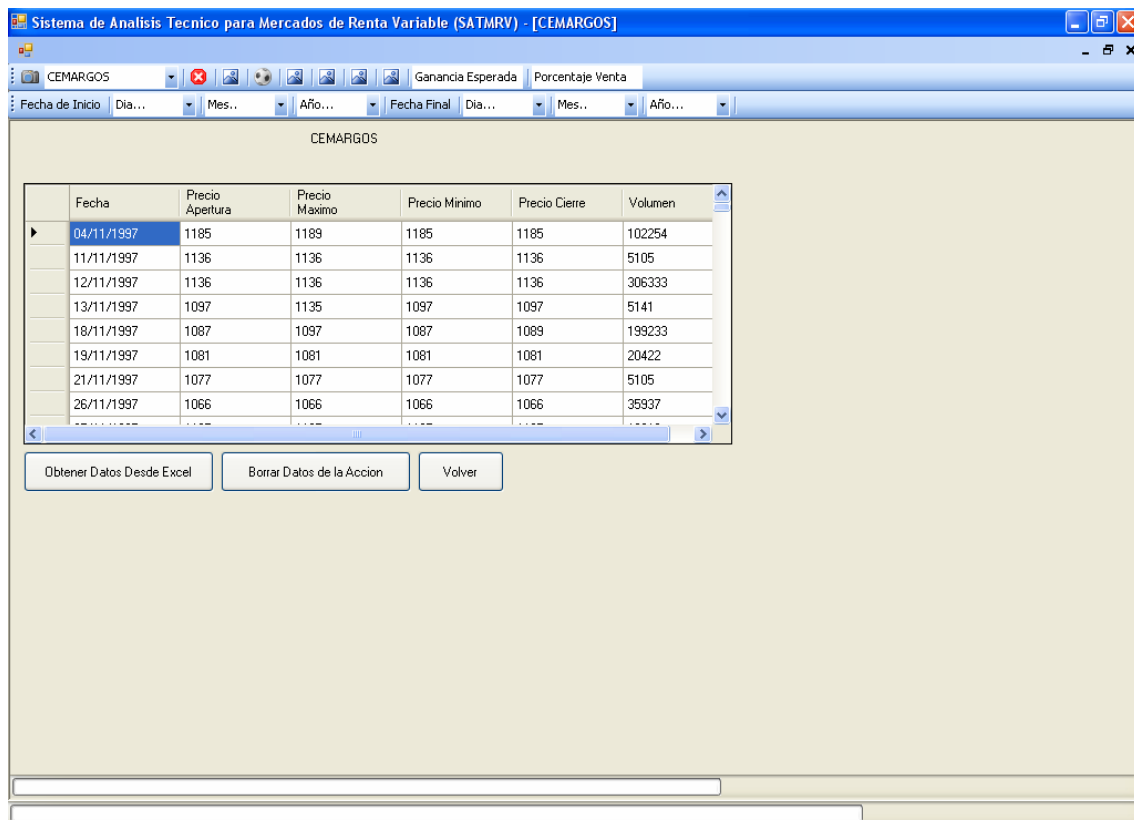 Sistema de Analisis Tecnico para Mercados de Renta Variable (SATMRV) - [CEMARGOS]
CEMARGOS Ganancia Esperada Porcentaje Venta
Fecha de Inicio Dia... Mes.. Año... Fecha Final Dia... Mes.. Año...
CEMARGOS
Fecha Precio Apertura Precio Maximo Precio Minimo Precio Cierre Volumen
04/11/1997 1185 1189 1185 1185 102254
11/11/1997 1136 1136 1136 1136 5105
12/11/1997 1136 1136 1136 1136 306333
13/11/1997 1097 1135 1097 1097 5141
18/11/1997 1087 1097 1087 1089 199233
19/11/1997 1081 1081 1081 1081 20422
21/11/1997 1077 1077 1077 1077 5105
26/11/1997 1066 1066 1066 1066 35937
Obtener Datos Desde Excel Borrar Datos de la Accion Volver